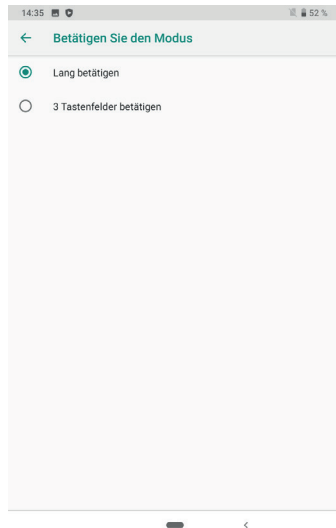 14:35 52 %
Betätigen Sie den Modus
Lang betätigen
3 Tastenfelder betätigen